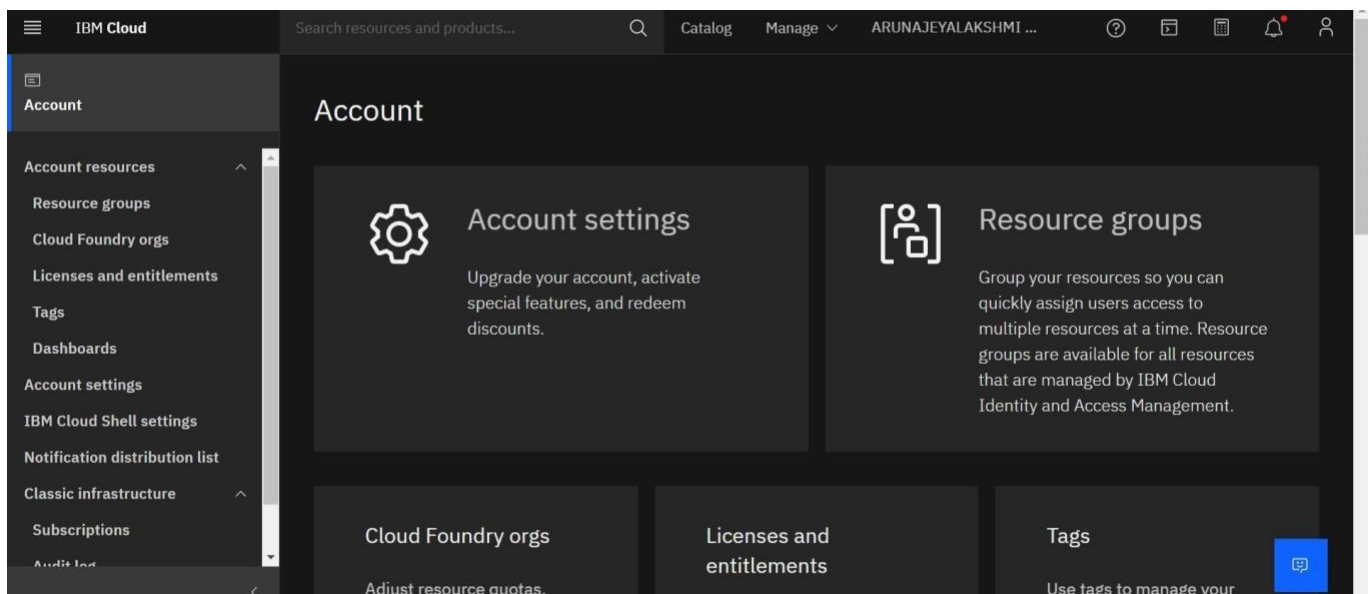 IBM Cloud
Search resources and products...
Catalog
Manage
ARUNAJEYALAKSHMI ...
Account
Account resources
Resource groups
Cloud Foundry orgs
Licenses and entitlements
Tags
Dashboards
Account settings
IBM Cloud Shell settings
Notification distribution list
Classic infrastructure
Subscriptions
Audit log
Account
Account settings
Upgrade your account, activate
special features, and redeem
discounts.
Resource groups
Group your resources so you can
quickly assign users access to
multiple resources at a time. Resource
groups are available for all resources
that are managed by IBM Cloud
Identity and Access Management.
Cloud Foundry orgs
Adjust resource quotas,
Licenses and
entitlements
Tags
Use tags to manage your